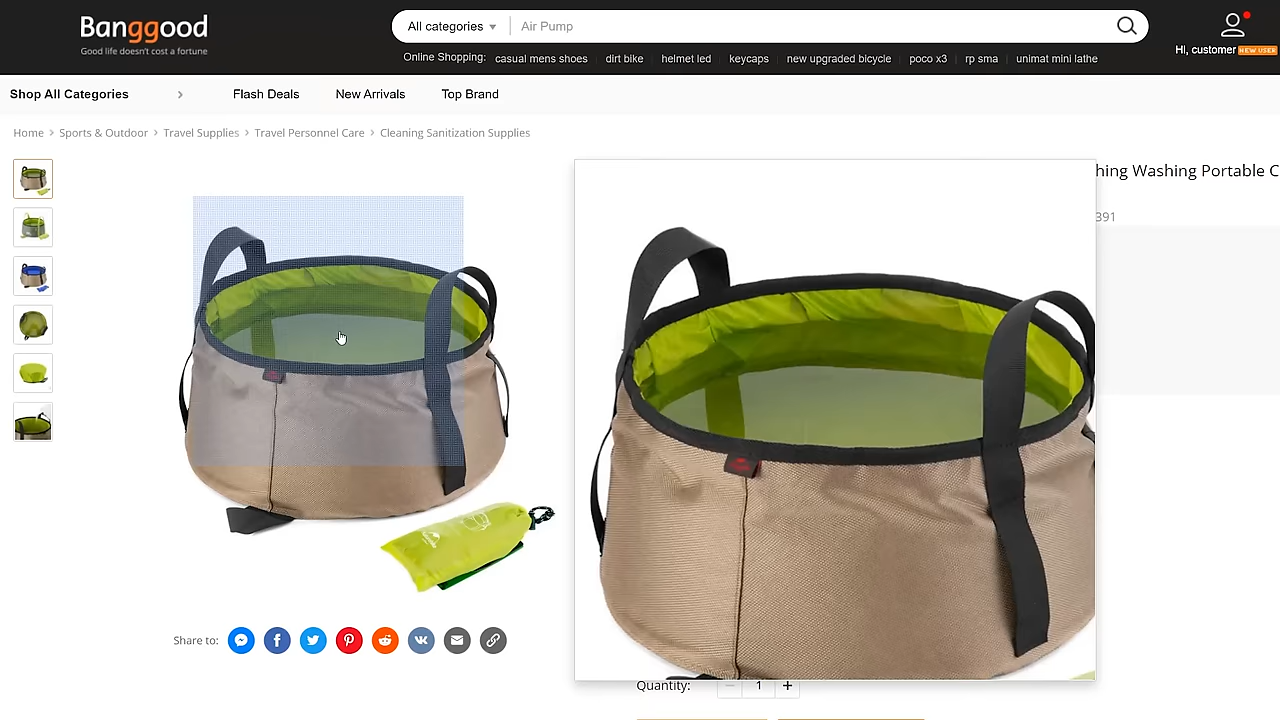 Banggood
Good life doesn't cost a fortune
All categories
Air Pump
Hi, customer NEW USER
Online Shopping: casual mens shoes dirt bike helmet led keycaps new upgraded bicycle poco x3 rp sma unimat mini lathe
Shop All Categories
Flash Deals
New Arrivals
Top Brand
Home > Sports & Outdoor > Travel Supplies > Travel Personnel Care > Cleaning Sanitization Supplies
hing Washing Portable C
391
Share to:
Quantity: − 1 +